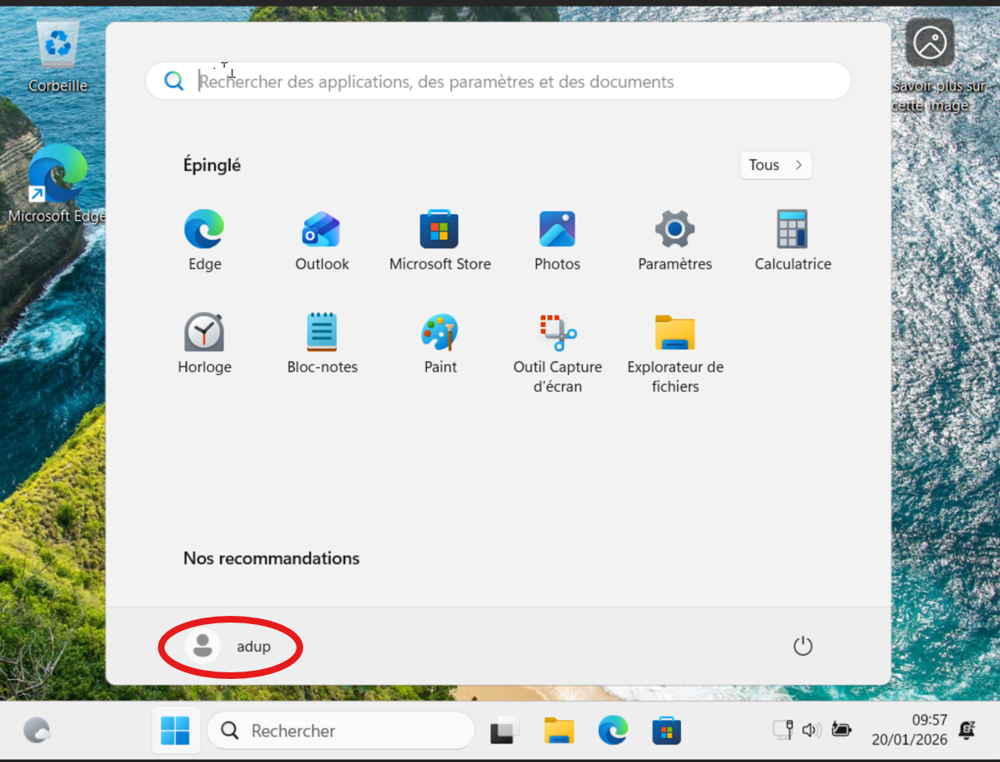 Corbeille
Rechercher des applications, des paramètres et des documents
savoir plus sur
cette image
Microsoft Edge
Épinglé
Tous
Edge
Outlook
Microsoft Store
Photos
Paramètres
Calculatrice
Horloge
Bloc-notes
Paint
Outil Capture
d'écran
Explorateur de
fichiers
Nos recommandations
adup
Rechercher
09:57
20/01/2026